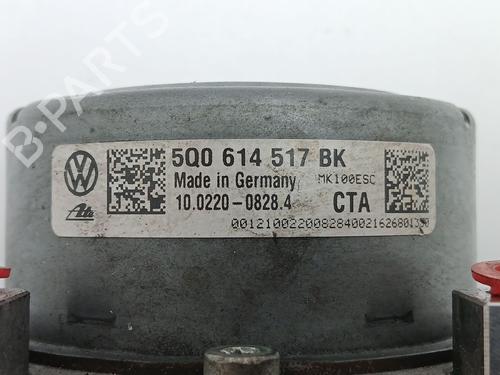 5Q0 614 517 BK
Made in Germany MK100ESC
10.0220-0828.4 CTA
Ate
B-PARTS